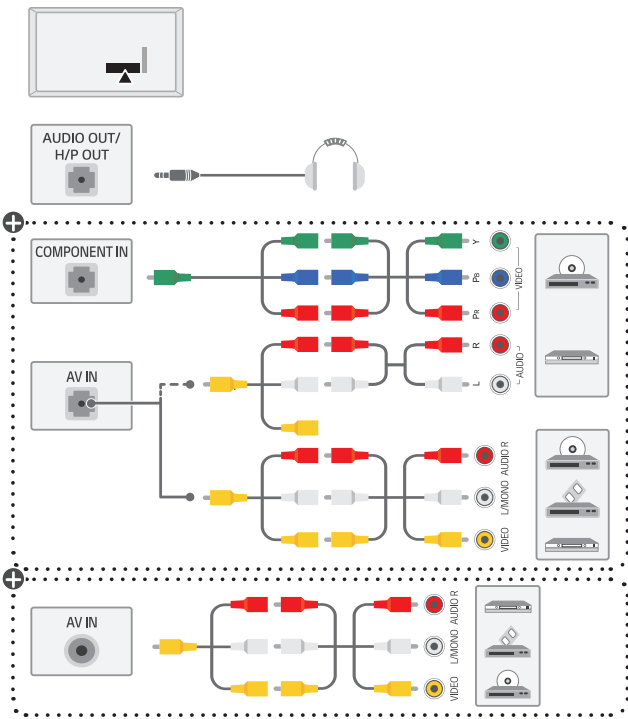 AUDIO OUT/
H/P OUT
COMPONENT IN
Y
PB
PR
VIDEO
R
L
AUDIO
AV IN
AUDIO R
L/MONO
VIDEO
AV IN
AUDIO R
L/MONO
VIDEO